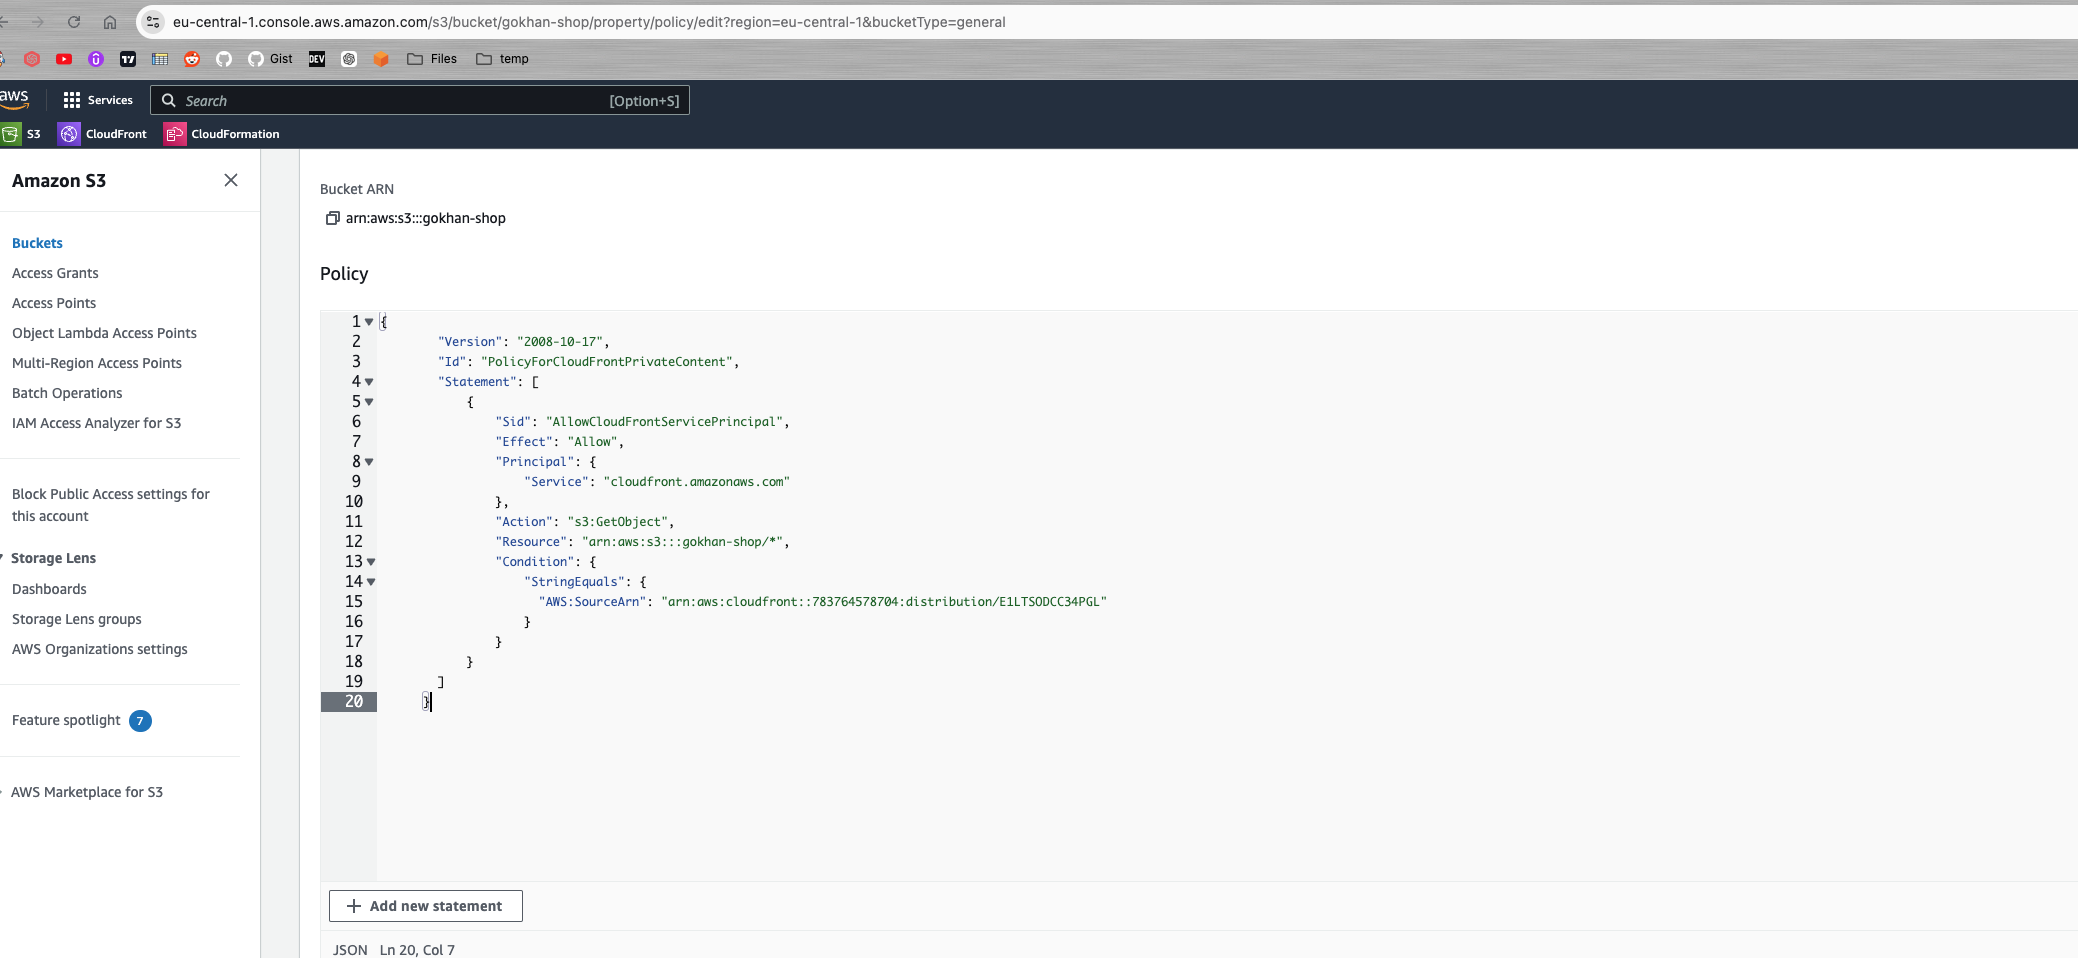 eu-central-1.console.aws.amazon.com/s3/bucket/gokhan-shop/property/policy/edit?region=eu-central-1&bucketType=general
Gist
DEV
Files
temp
aws
Services
Search
[Option+S]
S3
CloudFront
CloudFormation
Amazon S3
Buckets
Access Grants
Access Points
Object Lambda Access Points
Multi-Region Access Points
Batch Operations
IAM Access Analyzer for S3
Block Public Access settings for
this account
Storage Lens
Dashboards
Storage Lens groups
AWS Organizations settings
Feature spotlight 7
AWS Marketplace for S3
Bucket ARN
arn:aws:s3:::gokhan-shop
Policy
1 {
2 "Version": "2008-10-17",
3 "Id": "PolicyForCloudFrontPrivateContent",
4 "Statement": [
5 {
6 "Sid": "AllowCloudFrontServicePrincipal",
7 "Effect": "Allow",
8 "Principal": {
9 "Service": "cloudfront.amazonaws.com"
10 },
11 "Action": "s3:GetObject",
12 "Resource": "arn:aws:s3:::gokhan-shop/*",
13 "Condition": {
14 "StringEquals": {
15 "AWS:SourceArn": "arn:aws:cloudfront::783764578704:distribution/E1LTSODCC34PGL"
16 }
17 }
18 }
19 ]
20 }
+ Add new statement
JSON Ln 20, Col 7